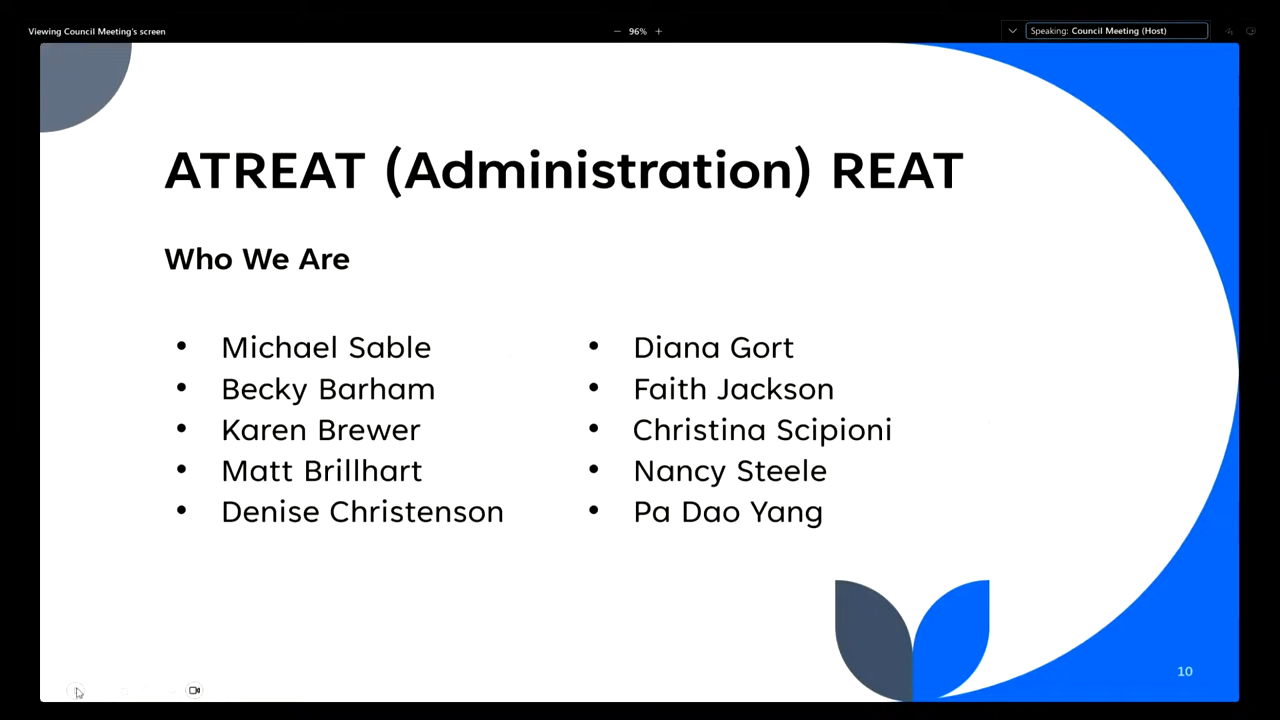 Viewing Council Meeting's screen
− 96% +
Speaking: Council Meeting (Host)
ATREAT (Administration) REAT
Who We Are
• Michael Sable
• Becky Barham
• Karen Brewer
• Matt Brillhart
• Denise Christenson
• Diana Gort
• Faith Jackson
• Christina Scipioni
• Nancy Steele
• Pa Dao Yang
10